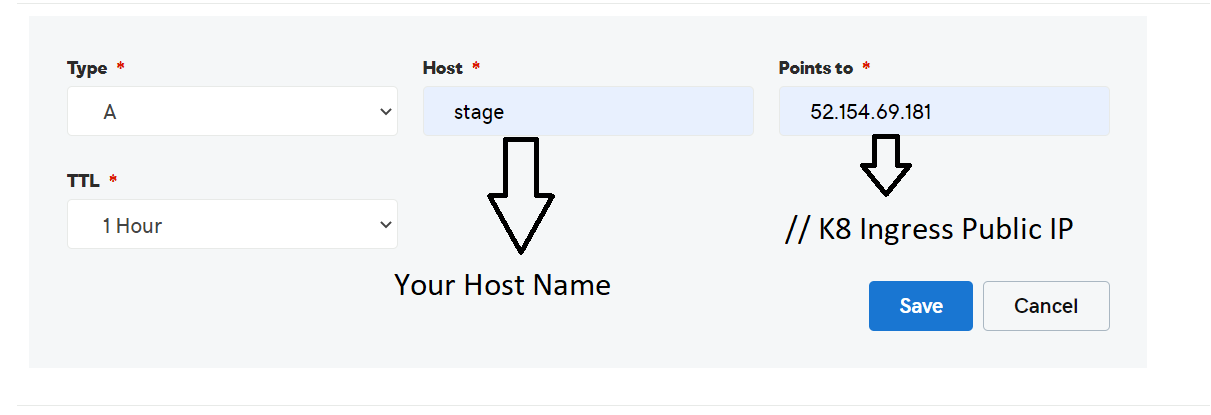 Type *
Host *
Points to *
A
stage
52.154.69.181
TTL *
1 Hour
// K8 Ingress Public IP
Your Host Name
Save
Cancel